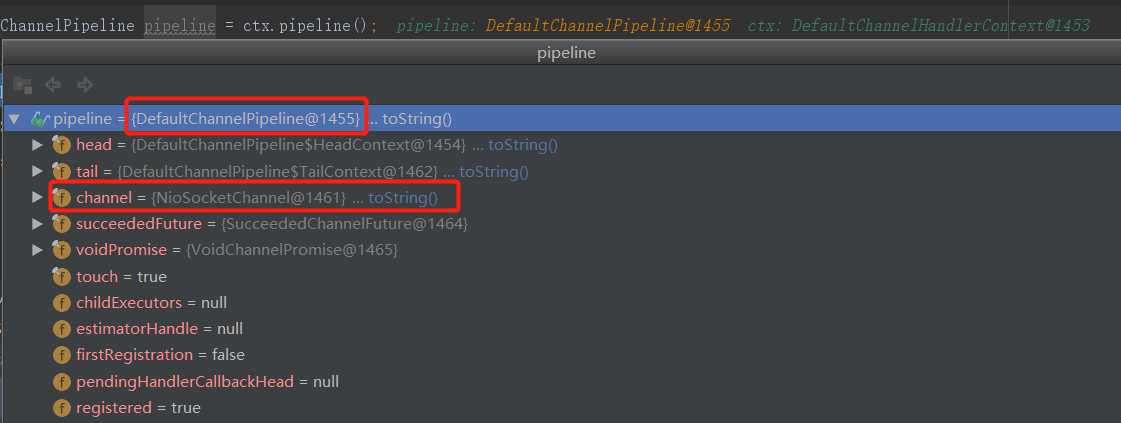 ChannelPipeline pipeline = ctx.pipeline(); pipeline: DefaultChannelPipeline@1455 ctx: DefaultChannelHandlerContext@1453
pipeline
pipeline = {DefaultChannelPipeline@1455} ... toString()
head = {DefaultChannelPipeline$HeadContext@1454} ... toString()
tail = {DefaultChannelPipeline$TailContext@1462} ... toString()
channel = {NioSocketChannel@1461} ... toString()
succeededFuture = {SucceededChannelFuture@1464}
voidPromise = {VoidChannelPromise@1465}
touch = true
childExecutors = null
estimatorHandle = null
firstRegistration = false
pendingHandlerCallbackHead = null
registered = true